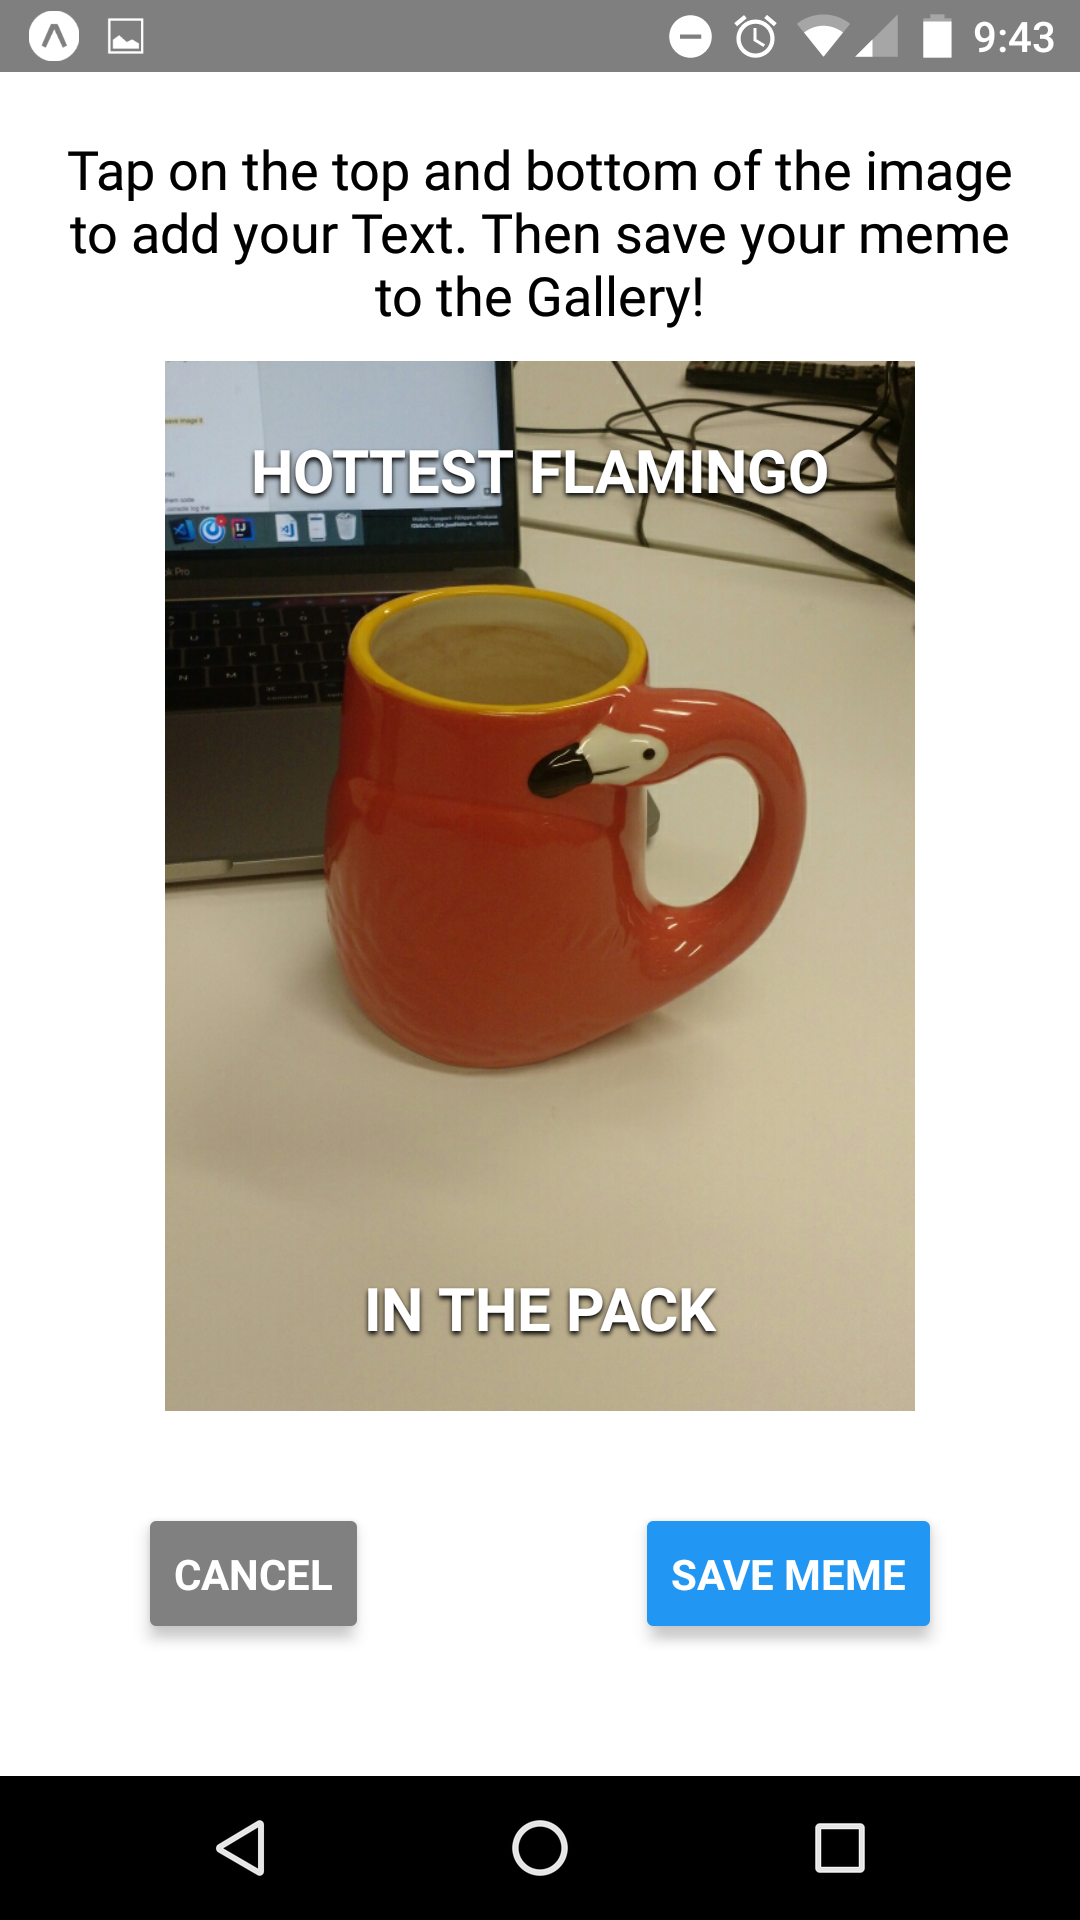 9:43
Tap on the top and bottom of the image
to add your Text. Then save your meme
to the Gallery!
HOTTEST FLAMINGO
IN THE PACK
CANCEL
SAVE MEME